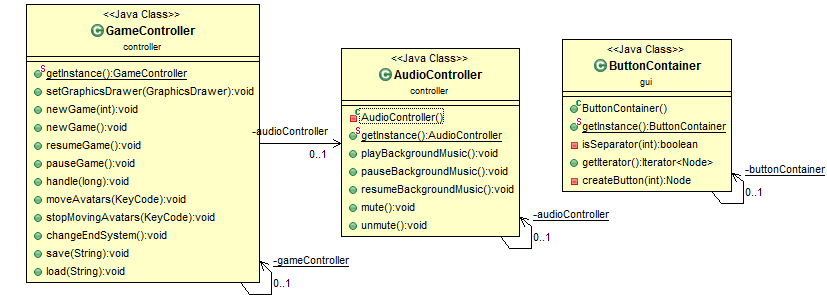 <<Java Class>>
GameController
controller
getInstance():GameController
setGraphicsDrawer(GraphicsDrawer):void
newGame(int):void
newGame():void
resumeGame():void
pauseGame():void
handle(long):void
moveAvatars(KeyCode):void
stopMovingAvatars(KeyCode):void
changeEndSystem():void
save(String):void
load(String):void
-gameController
0..1
-audioController
0..1
<<Java Class>>
AudioController
controller
AudioController()
getInstance():AudioController
playBackgroundMusic():void
pauseBackgroundMusic():void
resumeBackgroundMusic():void
mute():void
unmute():void
-audioController
0..1
<<Java Class>>
ButtonContainer
gui
ButtonContainer()
getInstance():ButtonContainer
isSeparator(int):boolean
getIterator():Iterator<Node>
createButton(int):Node
-buttonContainer
0..1